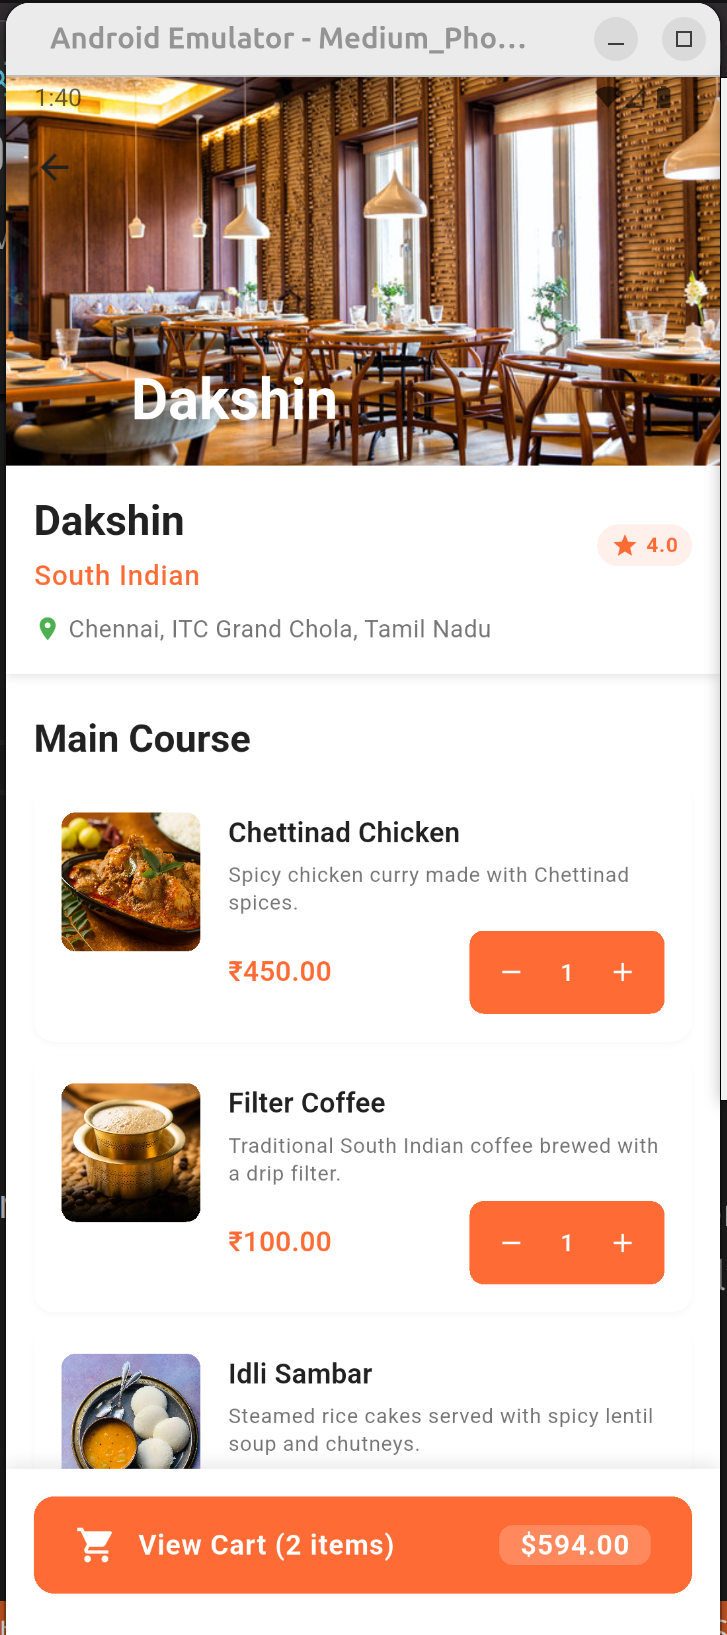 Android Emulator - Medium_Pho...
1:40
Dakshin
Dakshin
4.0
South Indian
Chennai, ITC Grand Chola, Tamil Nadu
Main Course
Chettinad Chicken
Spicy chicken curry made with Chettinad
spices.
₹450.00
− 1 +
Filter Coffee
Traditional South Indian coffee brewed with
a drip filter.
₹100.00
− 1 +
Idli Sambar
Steamed rice cakes served with spicy lentil
soup and chutneys.
View Cart (2 items) $594.00